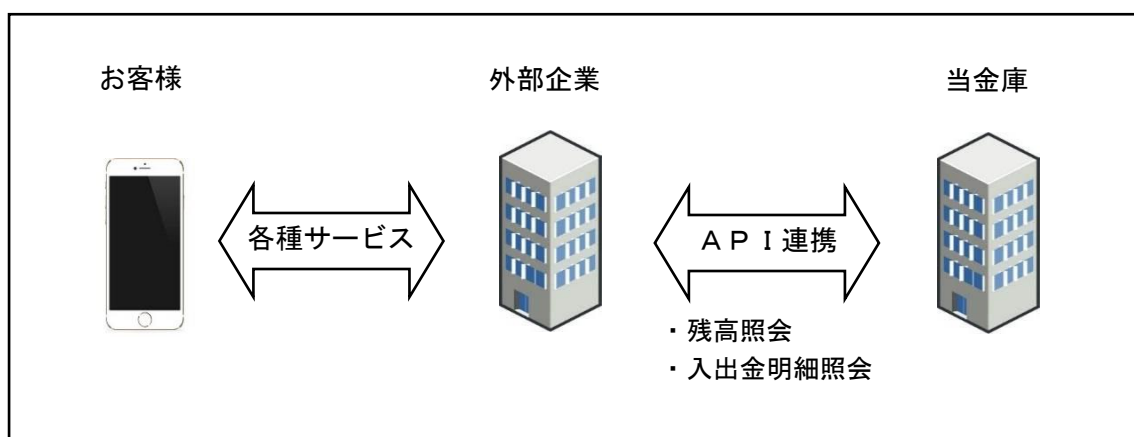 お客様
外部企業
当金庫
各種サービス
ＡＰＩ連携
・残高照会
・入出金明細照会